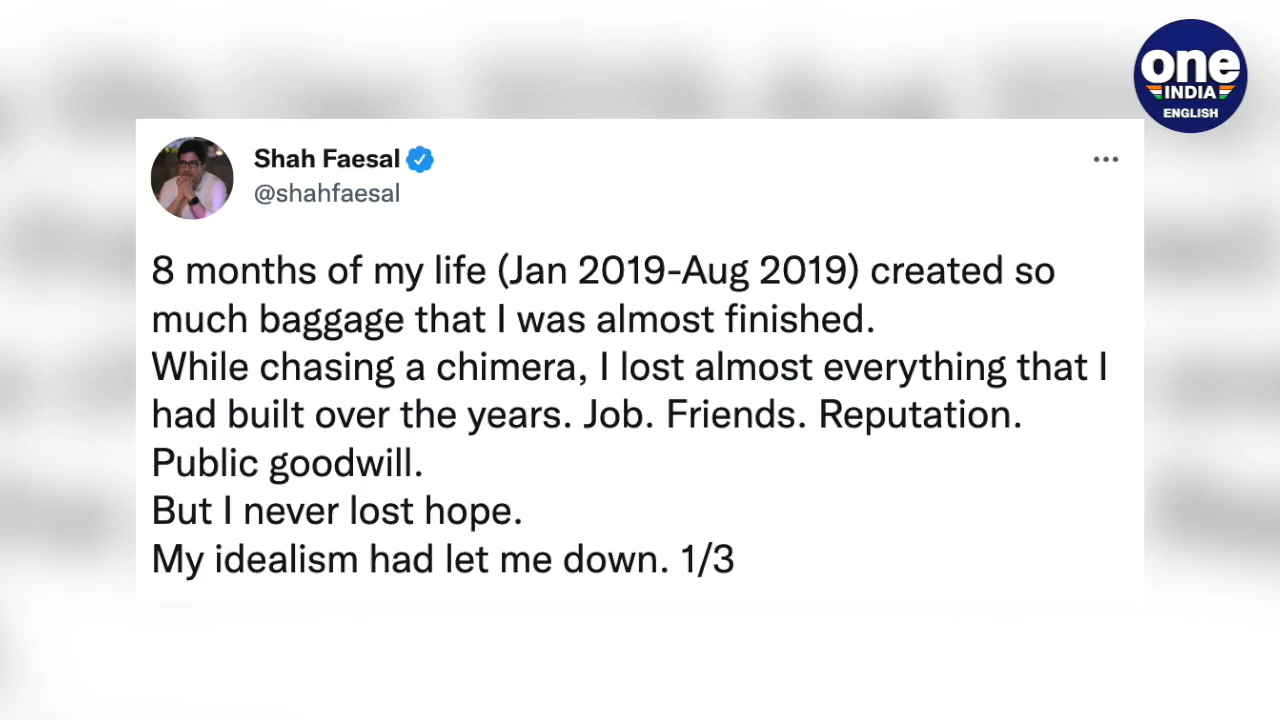 one
INDIA
ENGLISH
Shah Faesal
@shahfaesal
8 months of my life (Jan 2019-Aug 2019) created so
much baggage that I was almost finished.
While chasing a chimera, I lost almost everything that I
had built over the years. Job. Friends. Reputation.
Public goodwill.
But I never lost hope.
My idealism had let me down. 1/3